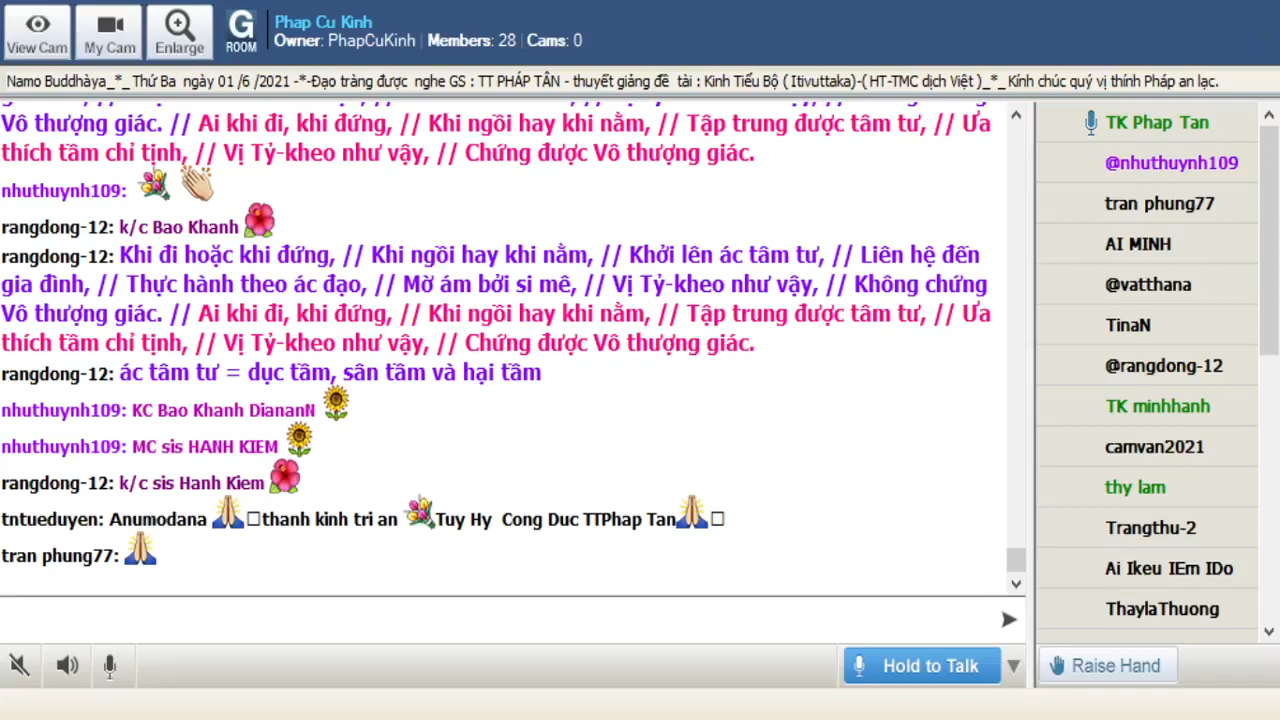 View Cam
My Cam
Enlarge
G
ROOM
Phap Cu Kinh
Owner: PhapCuKinh | Members: 28 | Cams: 0
Namo Buddhàya_*_Thứ Ba ngày 01 /6 /2021 -*-Đạo tràng được nghe GS : TT PHÁP TÂN - thuyết giảng đề tài : Kinh Tiểu Bộ ( Itivuttaka)-( HT-TMC dịch Việt )_*_Kính chúc quý vị thính Pháp an lạc.
Vô thượng giác. // Ai khi đi, khi đứng, // Khi ngồi hay khi nằm, // Tập trung được tâm tư, // Ưa
thích tầm chỉ tịnh, // Vị Tỷ-kheo như vậy, // Chứng được Vô thượng giác.
nhuthuynh109:
rangdong-12: k/c Bao Khanh
rangdong-12: Khi đi hoặc khi đứng, // Khi ngồi hay khi nằm, // Khởi lên ác tâm tư, // Liên hệ đến
gia đình, // Thực hành theo ác đạo, // Mờ ám bởi si mê, // Vị Tỷ-kheo như vậy, // Không chứng
Vô thượng giác. // Ai khi đi, khi đứng, // Khi ngồi hay khi nằm, // Tập trung được tâm tư, // Ưa
thích tầm chỉ tịnh, // Vị Tỷ-kheo như vậy, // Chứng được Vô thượng giác.
rangdong-12: ác tâm tư = dục tầm, sân tầm và hại tầm
nhuthuynh109: KC Bao Khanh DiananN
nhuthuynh109: MC sis HANH KIEM
rangdong-12: k/c sis Hanh Kiem
tntueduyen: Anumodana thanh kinh tri an Tuy Hy Cong Duc TTPhap Tan
tran phung77:
Hold to Talk
TK Phap Tan
@nhuthuynh109
tran phung77
AI MINH
@vatthana
TinaN
@rangdong-12
TK minhhanh
camvan2021
thy lam
Trangthu-2
Ai Ikeu IEm IDo
ThaylaThuong
Raise Hand